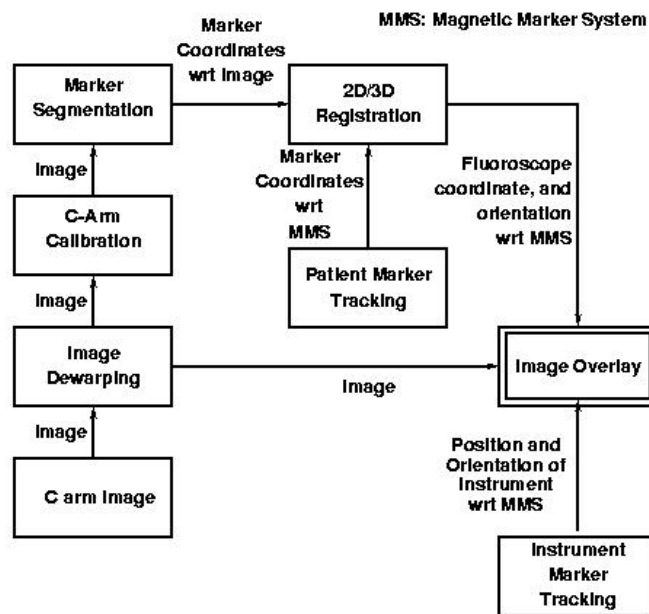 MMS: Magnetic Marker System
Marker
Coordinates
wrt Image
Marker
Segmentation
2D/3D
Registration
Image
Marker
Coordinates
wrt
MMS
Fluoroscope
coordinate, and
orientation
wrt MMS
C-Arm
Calibration
Patient Marker
Tracking
Image
Image
Dewarping
Image
Image Overlay
Image
C arm Image
Position and
Orientation of
Instrument
wrt MMS
Instrument
Marker
Tracking